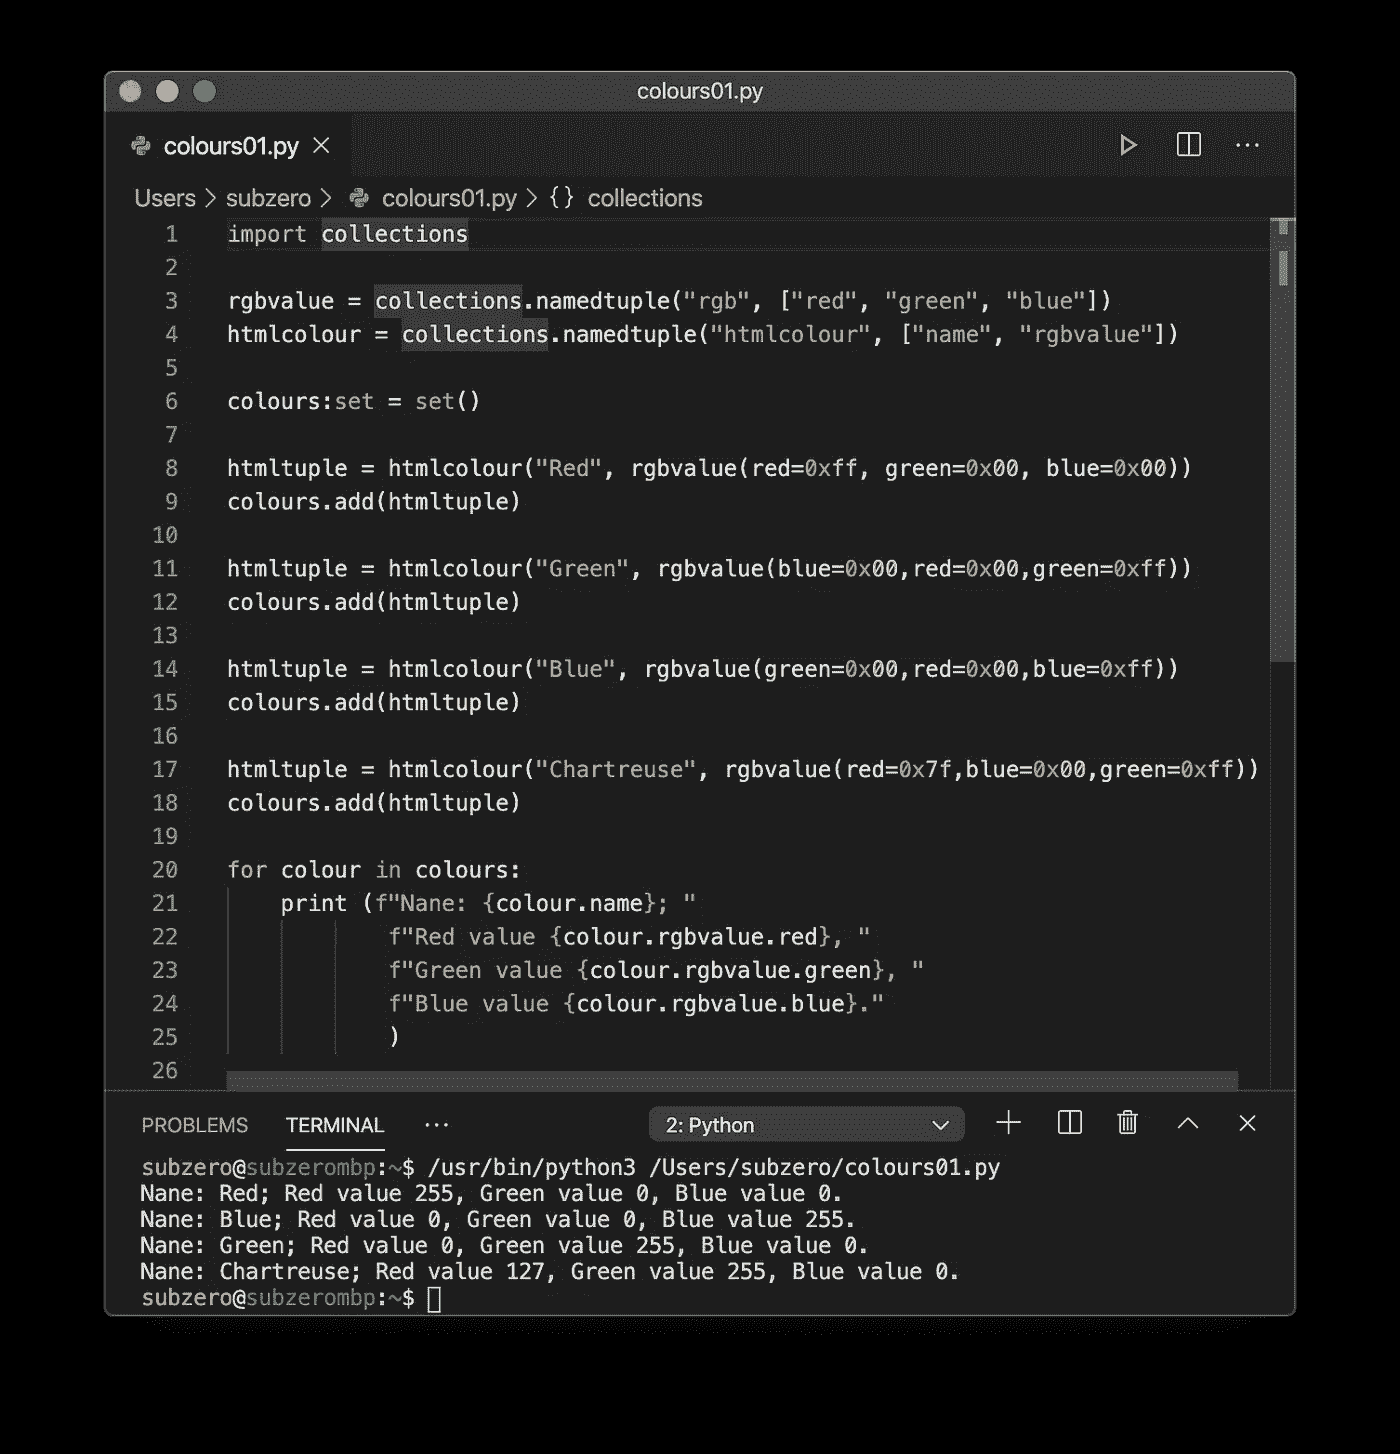 colours01.py
colours01.py
Users > subzero > colours01.py > {} collections
1 import collections
2
3 rgbvalue = collections.namedtuple("rgb", ["red", "green", "blue"])
4 htmlcolour = collections.namedtuple("htmlcolour", ["name", "rgbvalue"])
5
6 colours:set = set()
7
8 htmltuple = htmlcolour("Red", rgbvalue(red=0xff, green=0x00, blue=0x00))
9 colours.add(htmltuple)
10
11 htmltuple = htmlcolour("Green", rgbvalue(blue=0x00,red=0x00,green=0xff))
12 colours.add(htmltuple)
13
14 htmltuple = htmlcolour("Blue", rgbvalue(green=0x00,red=0x00,blue=0xff))
15 colours.add(htmltuple)
16
17 htmltuple = htmlcolour("Chartreuse", rgbvalue(red=0x7f,blue=0x00,green=0xff))
18 colours.add(htmltuple)
19
20 for colour in colours:
21     print (f"Nane: {colour.name}; "
22             f"Red value {colour.rgbvalue.red}, "
23             f"Green value {colour.rgbvalue.green}, "
24             f"Blue value {colour.rgbvalue.blue}."
25             )
26
PROBLEMS TERMINAL ··· 2: Python
subzero@subzerombp:~$ /usr/bin/python3 /Users/subzero/colours01.py
Nane: Red; Red value 255, Green value 0, Blue value 0.
Nane: Blue; Red value 0, Green value 0, Blue value 255.
Nane: Green; Red value 0, Green value 255, Blue value 0.
Nane: Chartreuse; Red value 127, Green value 255, Blue value 0.
subzero@subzerombp:~$